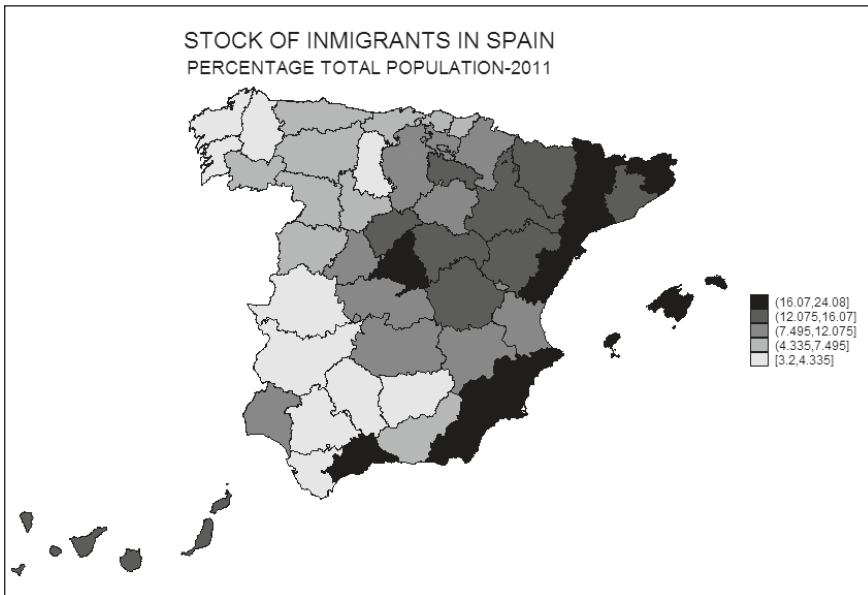 STOCK OF INMIGRANTS IN SPAIN
PERCENTAGE TOTAL POPULATION-2011
(16.07,24.08]
(12.075,16.07]
(7.495,12.075]
(4.335,7.495]
[3.2,4.335]